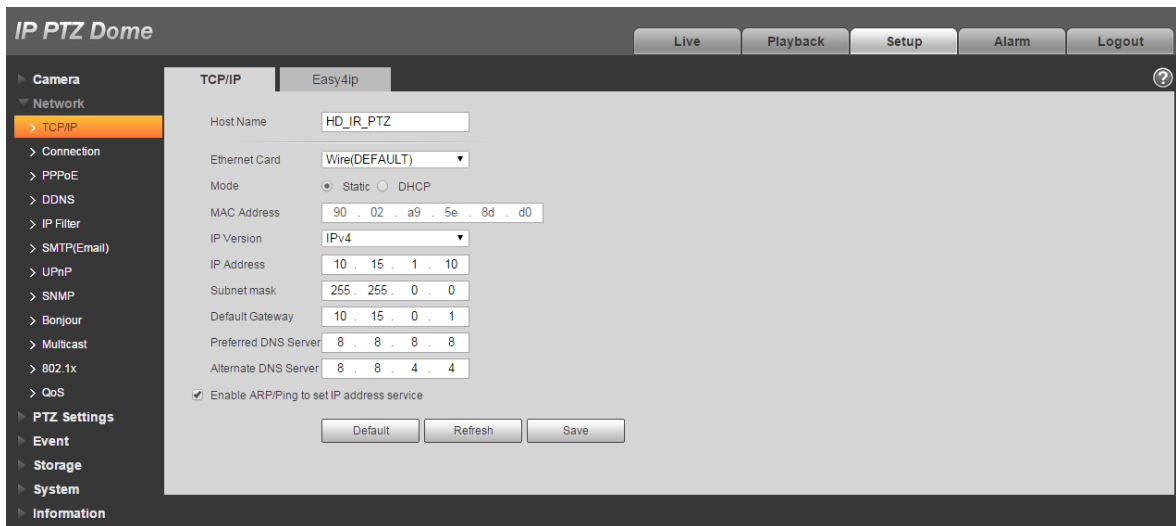 IP PTZ Dome
Live Playback Setup Alarm Logout
Camera
Network
TCP/IP
Connection
PPPoE
DDNS
IP Filter
SMTP(Email)
UPnP
SNMP
Bonjour
Multicast
802.1x
QoS
PTZ Settings
Event
Storage
System
Information
TCP/IP Easy4ip
?
Host Name HD_IR_PTZ
Ethernet Card Wire(DEFAULT)
Mode Static DHCP
MAC Address 90 . 02 . a9 . 5e . 8d . d0
IP Version IPv4
IP Address 10 . 15 . 1 . 10
Subnet mask 255 . 255 . 0 . 0
Default Gateway 10 . 15 . 0 . 1
Preferred DNS Server 8 . 8 . 8 . 8
Alternate DNS Server 8 . 8 . 4 . 4
Enable ARP/Ping to set IP address service
Default Refresh Save